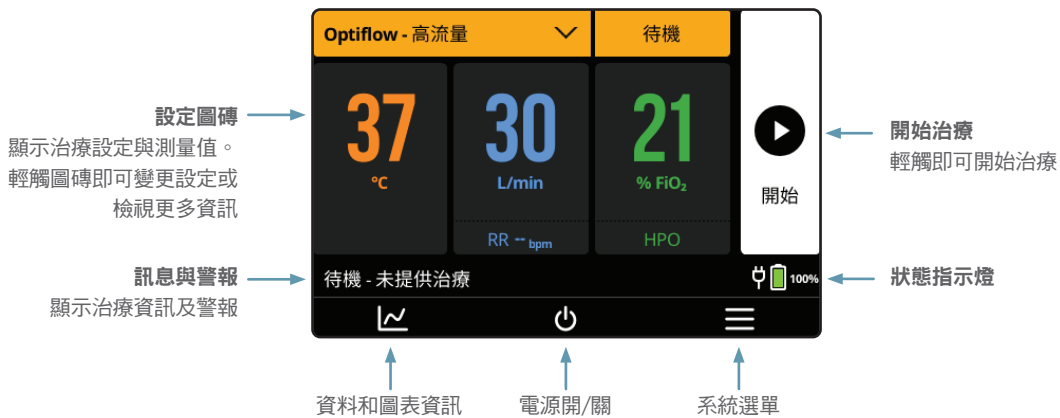 Optiflow - 高流量
待機
37
°C
30
L/min
RR -- bpm
21
% FiO₂
HPO
開始
待機 - 未提供治療
100%
設定圖磚
顯示治療設定與測量值。
輕觸圖磚即可變更設定或
檢視更多資訊
訊息與警報
顯示治療資訊及警報
開始治療
輕觸即可開始治療
狀態指示燈
資料和圖表資訊
電源開/關
系統選單